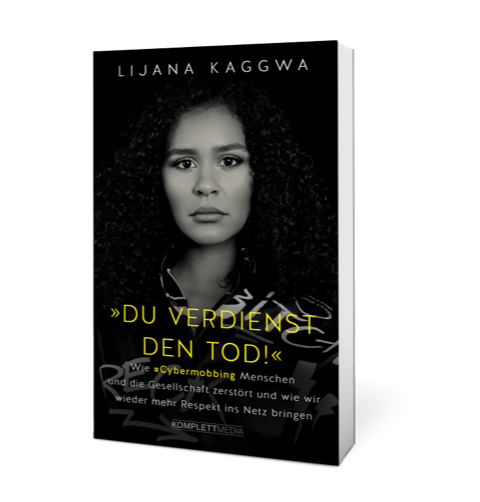 LIJANA KAGGWA
»DU VERDIENST
DEN TOD!«
Wie #Cybermobbing Menschen
und die Gesellschaft zerstört und wie wir
wieder mehr Respekt ins Netz bringen
KOMPLETTMEDIA